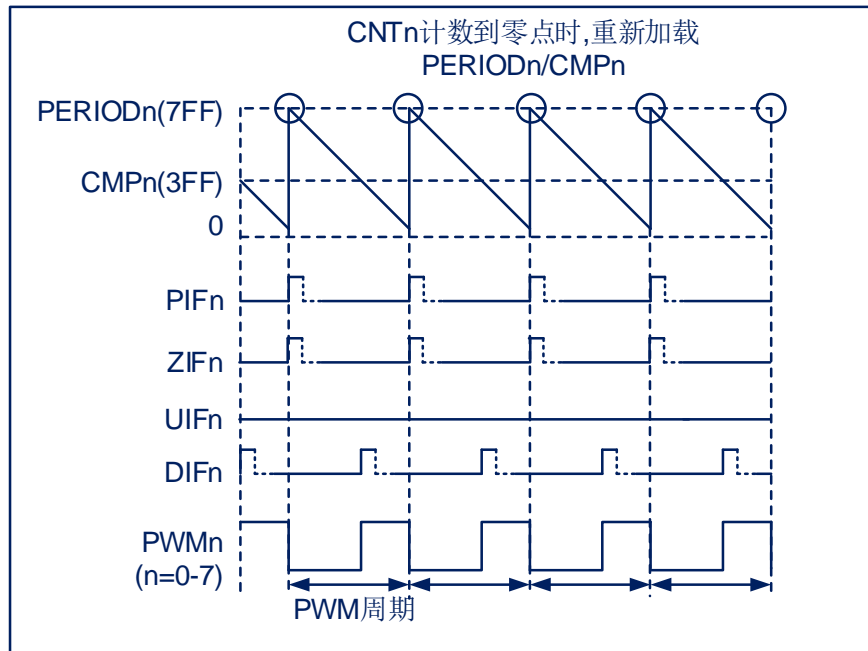 CNTn计数到零点时,重新加载
PERIODn/CMPn
PERIODn(7FF)
CMPn(3FF)
0
PIFn
ZIFn
UIFn
DIFn
PWMn
(n=0-7)
PWM周期